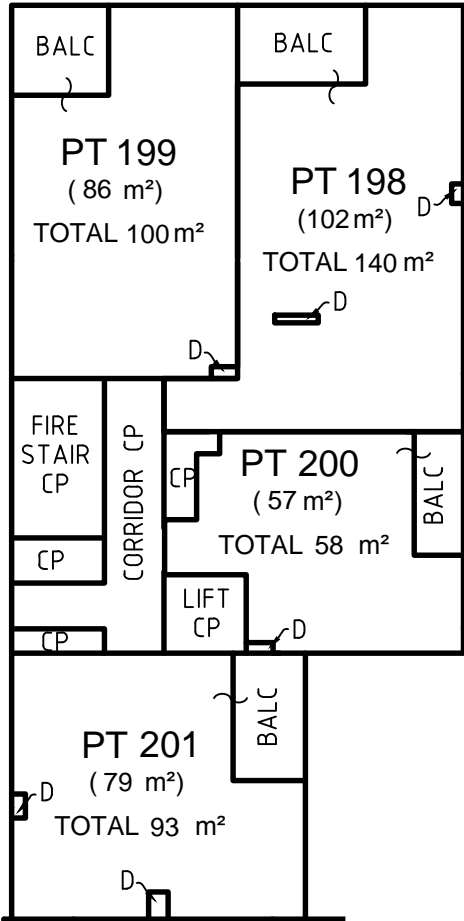 BALC
BALC
PT 199
(86 m²)
TOTAL 100 m²
PT 198
(102 m²)
TOTAL 140 m²
D
D
D
FIRE
STAIR
CP
CORRIDOR CP
CP
PT 200
(57 m²)
TOTAL 58 m²
BALC
CP
LIFT
CP
CP
D
PT 201
(79 m²)
TOTAL 93 m²
BALC
D
D